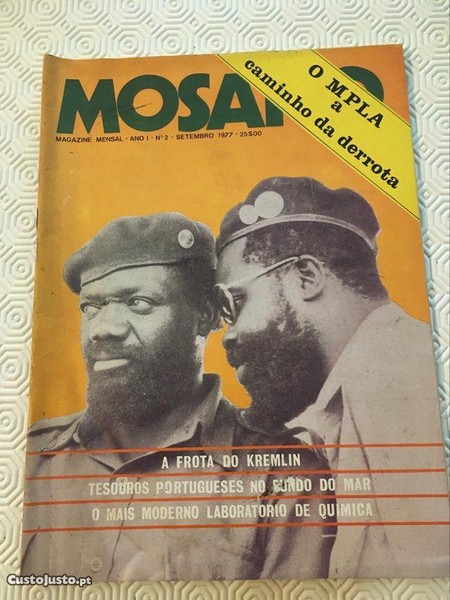 MOSAICO
O MPLA
a
caminho da derrota
MAGAZINE MENSAL - ANO I - Nº 2 - SETEMBRO 1977 - 25$00
A FROTA DO KREMLIN
TESOUROS PORTUGUESES NO FUNDO DO MAR
O MAIS MODERNO LABORATÓRIO DE QUÍMICA
CustoJusto.pt